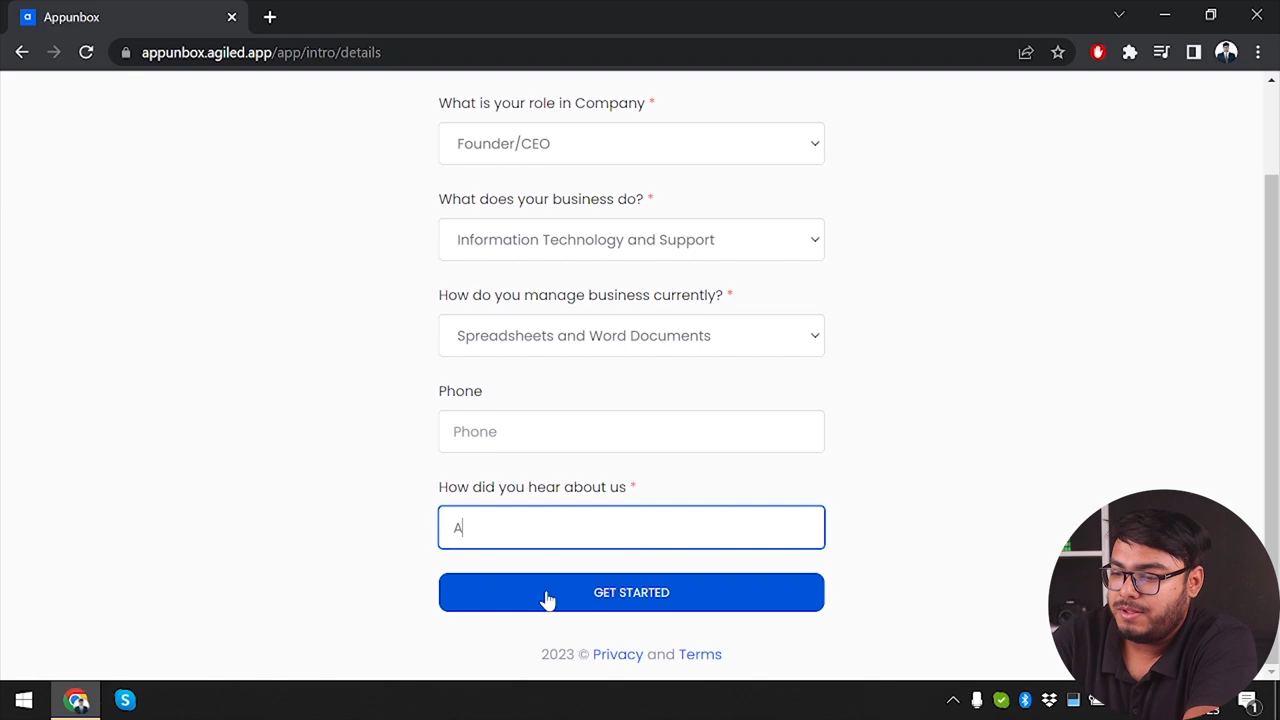 a Appunbox
appunbox.agiled.app/app/intro/details
What is your role in Company *
Founder/CEO
What does your business do? *
Information Technology and Support
How do you manage business currently? *
Spreadsheets and Word Documents
Phone
Phone
How did you hear about us *
A
GET STARTED
2023 © Privacy and Terms
1